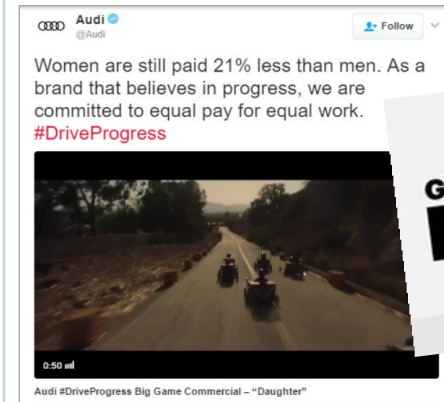 Audi
@Audi
Follow
Women are still paid 21% less than men. As a
brand that believes in progress, we are
committed to equal pay for equal work.
#DriveProgress
G
0:50
Audi #DriveProgress Big Game Commercial – "Daughter"